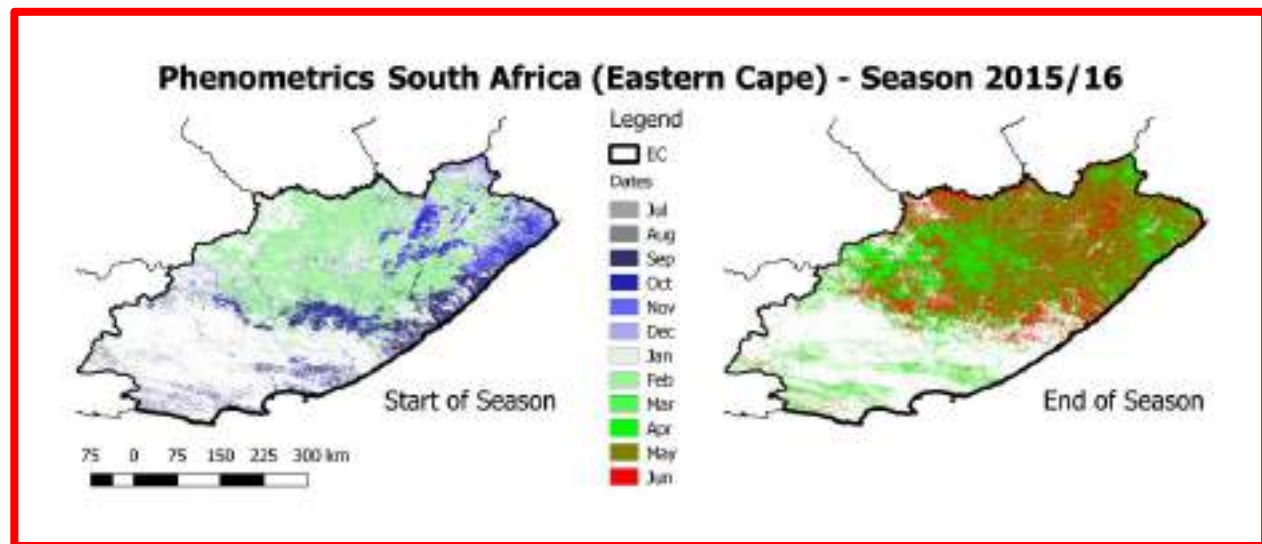 Phenometrics South Africa (Eastern Cape) - Season 2015/16
Legend
EC
Dates
Jul
Aug
Sep
Oct
Nov
Dec
Jan
Feb
Mar
Apr
May
Jun
Start of Season
End of Season
75 0 75 150 225 300 km